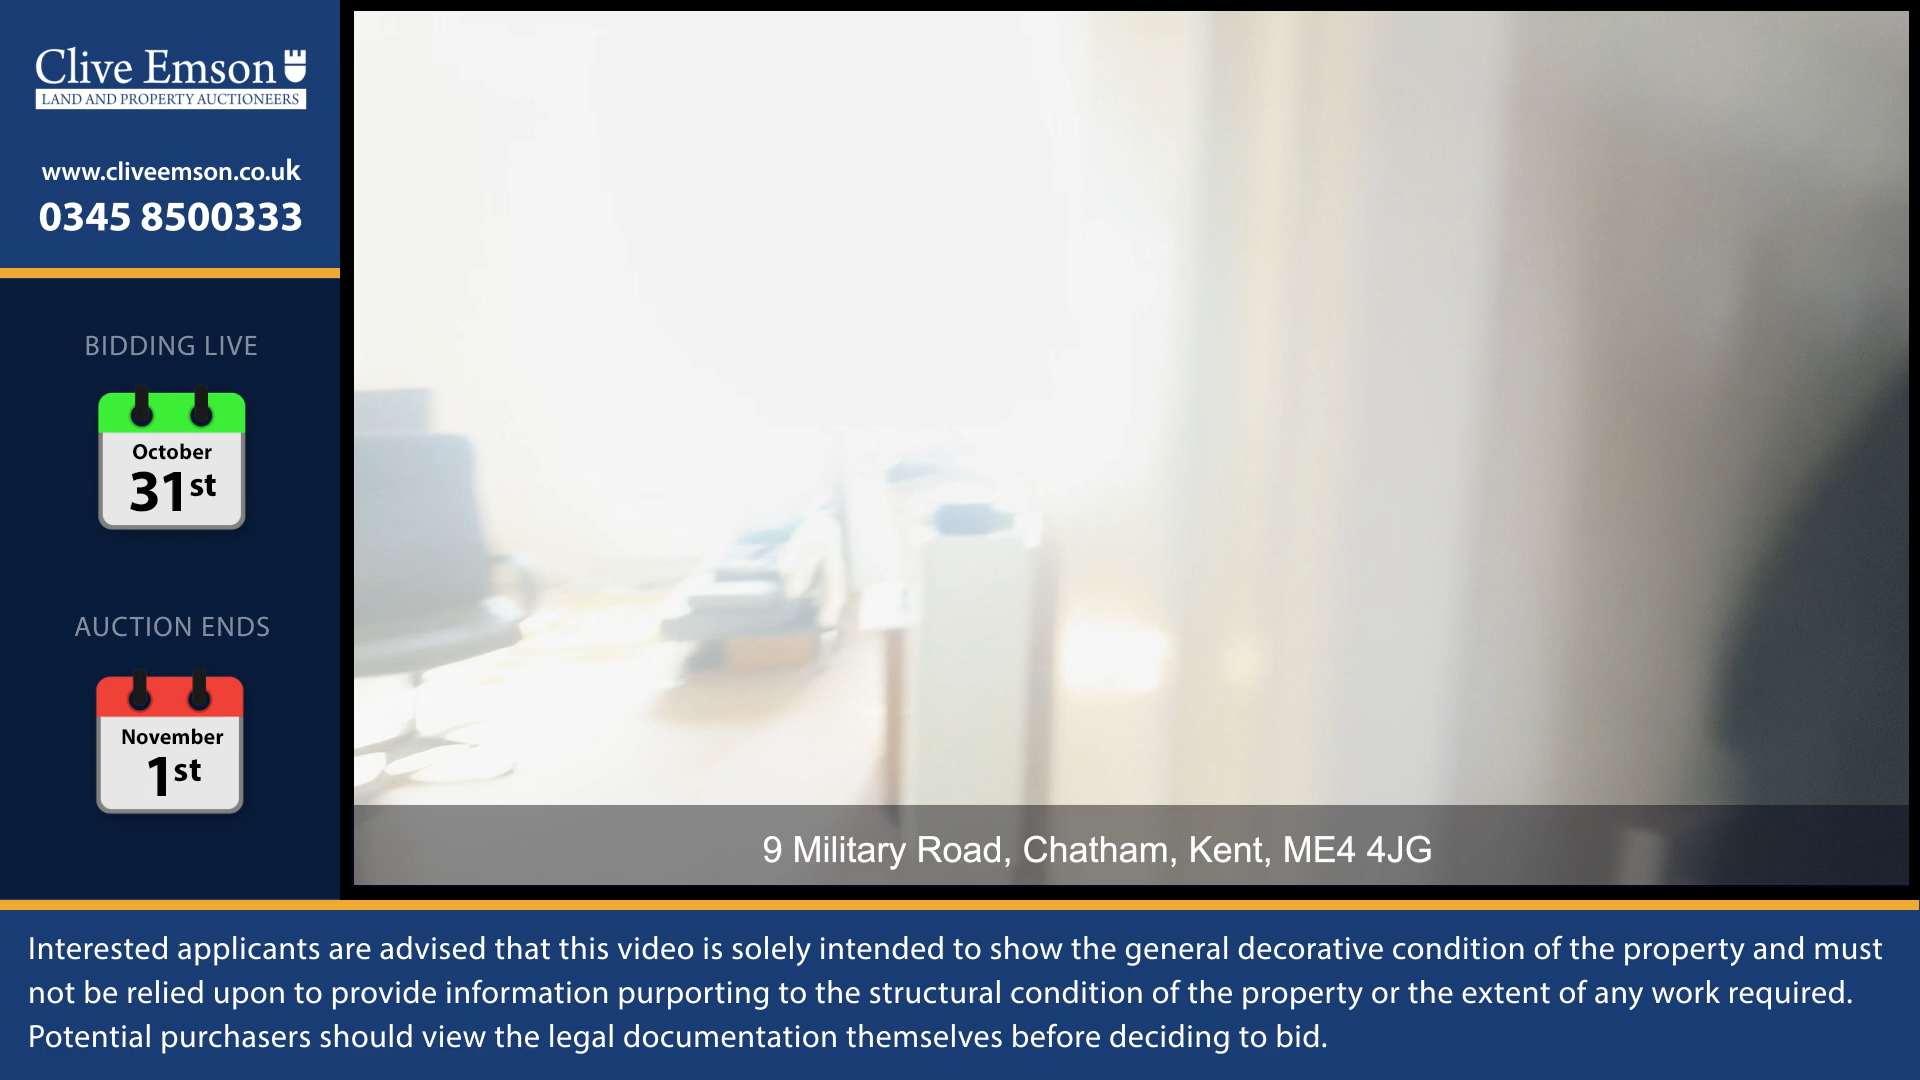 Clive Emson
LAND AND PROPERTY AUCTIONEERS
www.cliveemson.co.uk
0345 8500333
BIDDING LIVE
October
31st
AUCTION ENDS
November
1st
9 Military Road, Chatham, Kent, ME4 4JG
Interested applicants are advised that this video is solely intended to show the general decorative condition of the property and must
not be relied upon to provide information purporting to the structural condition of the property or the extent of any work required.
Potential purchasers should view the legal documentation themselves before deciding to bid.